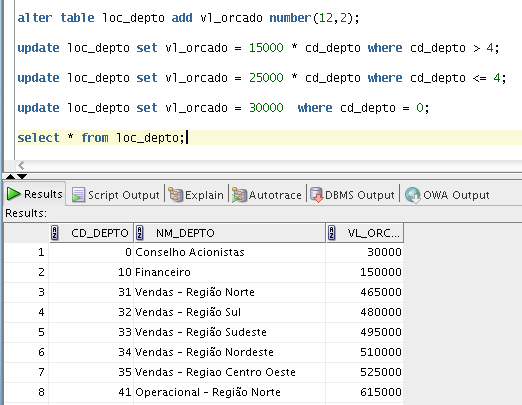 alter table loc_depto add vl_orcado number(12,2);
update loc_depto set vl_orcado = 15000 * cd_depto where cd_depto > 4;
update loc_depto set vl_orcado = 25000 * cd_depto where cd_depto <= 4;
update loc_depto set vl_orcado = 30000  where cd_depto = 0;
select * from loc_depto;
Results Script Output Explain Autotrace DBMS Output OWA Output
Results:
CD_DEPTO NM_DEPTO VL_ORC...
1 0 Conselho Acionistas 30000
2 10 Financeiro 150000
3 31 Vendas - Região Norte 465000
4 32 Vendas - Região Sul 480000
5 33 Vendas - Região Sudeste 495000
6 34 Vendas - Região Nordeste 510000
7 35 Vendas - Regiao Centro Oeste 525000
8 41 Operacional - Região Norte 615000